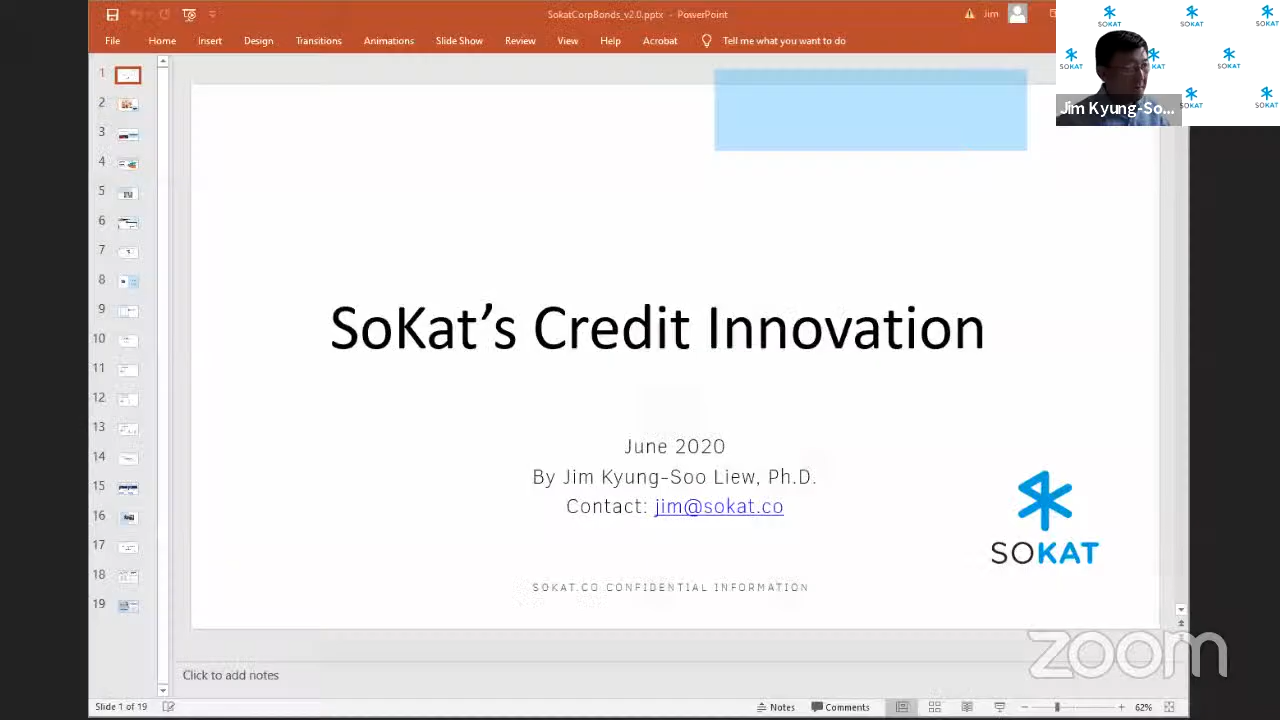 SokatCorpBonds_v2.0.pptx - PowerPoint
Jim
File Home Insert Design Transitions Animations Slide Show Review View Help Acrobat Tell me what you want to do
SOKAT SOKAT SOKAT
SOKAT SOKAT SOKAT
SOKAT SOKAT
Jim Kyung-So...
1
2
3
4
5
6
7
8
9
10
11
12
13
14
15
16
17
18
19
SoKat’s Credit Innovation
June 2020
By Jim Kyung-Soo Liew, Ph.D.
Contact: jim@sokat.co
SOKAT
SOKAT.CO CONFIDENTIAL INFORMATION
zoom
Click to add notes
Slide 1 of 19 Notes Comments 62%